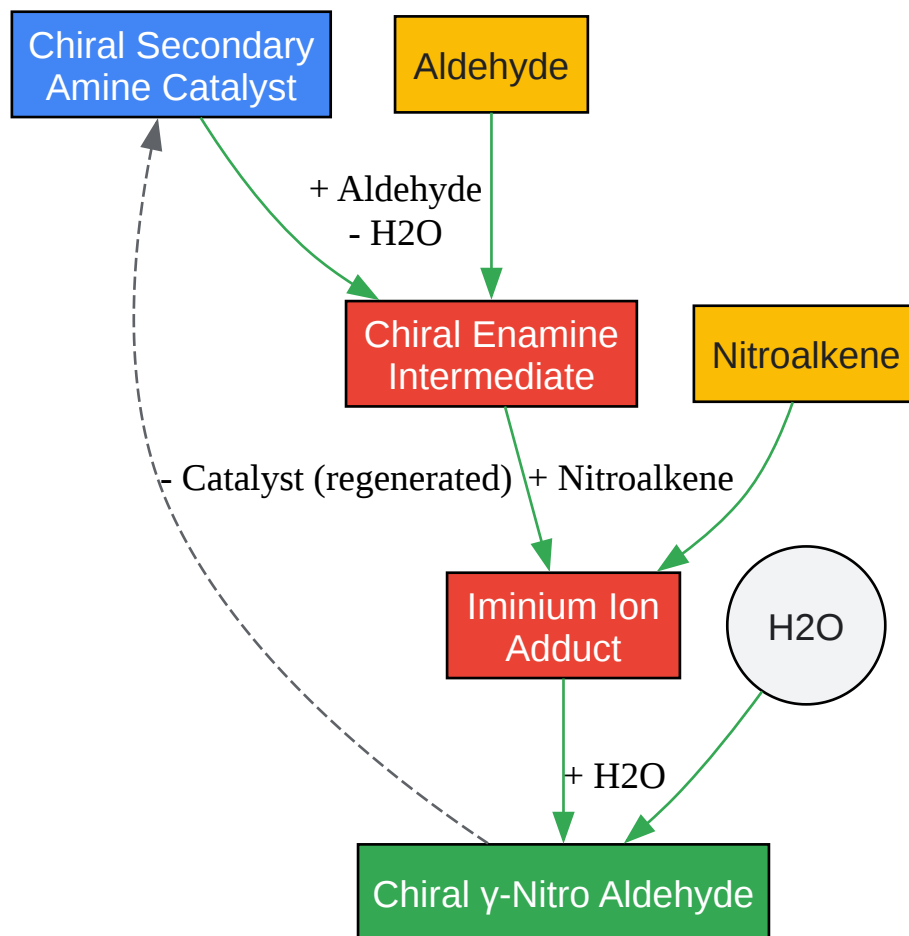 Chiral Secondary
Amine Catalyst
Aldehyde
+ Aldehyde
- H2O
Chiral Enamine
Intermediate
Nitroalkene
- Catalyst (regenerated)
+ Nitroalkene
Iminium Ion
Adduct
H2O
+ H2O
Chiral γ-Nitro Aldehyde